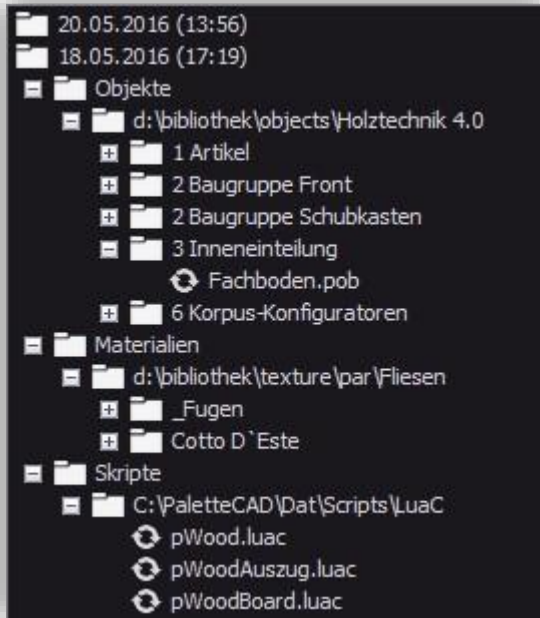 20.05.2016 (13:56)
18.05.2016 (17:19)
Objekte
d:\bibliothek\objects\Holztechnik 4.0
1 Artikel
2 Baugruppe Front
2 Baugruppe Schubkasten
3 Inneneinteilung
Fachboden.pob
6 Korpus-Konfiguratoren
Materialien
d:\bibliothek\texture\par\Fliesen
_Fugen
Cotto D`Este
Skripte
C:\PaletteCAD\Dat\Scripts\LuaC
pWood.luac
pWoodAuszug.luac
pWoodBoard.luac